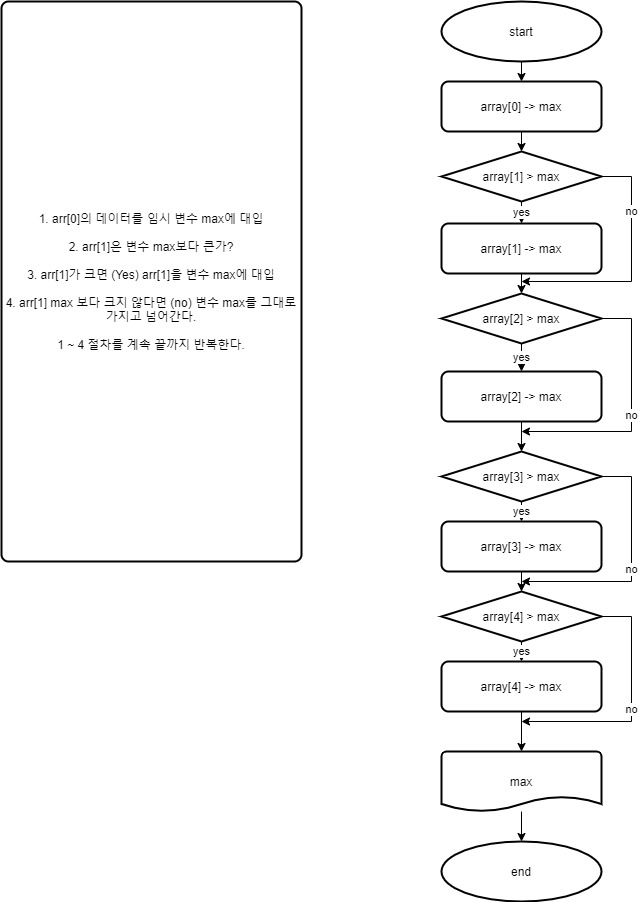 1. arr[0]의 데이터를 임시 변수 max에 대입
2. arr[1]은 변수 max보다 큰가?
3. arr[1]가 크면 (Yes) arr[1]을 변수 max에 대입
4. arr[1] max 보다 크지 않다면 (no) 변수 max를 그대로
가지고 넘어간다.
1 ~ 4 절차를 계속 끝까지 반복한다.
start
array[0] -> max
array[1] > max
yes
no
array[1] -> max
array[2] > max
yes
array[2] -> max
no
array[3] > max
yes
array[3] -> max
no
array[4] > max
yes
array[4] -> max
no
max
end